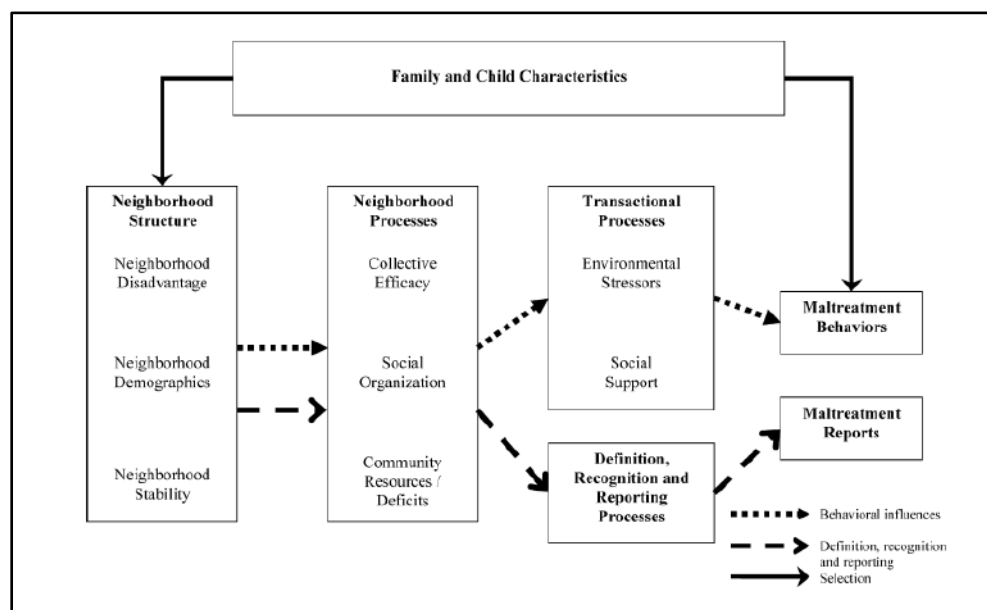 Family and Child Characteristics
Neighborhood
Structure
Neighborhood
Disadvantage
Neighborhood
Demographics
Neighborhood
Stability
Neighborhood
Processes
Collective
Efficacy
Social
Organization
Community
Resources /
Deficits
Transactional
Processes
Environmental
Stressors
Social
Support
Definition,
Recognition and
Reporting
Processes
Maltreatment
Behaviors
Maltreatment
Reports
Behavioral influences
Definition, recognition
and reporting
Selection